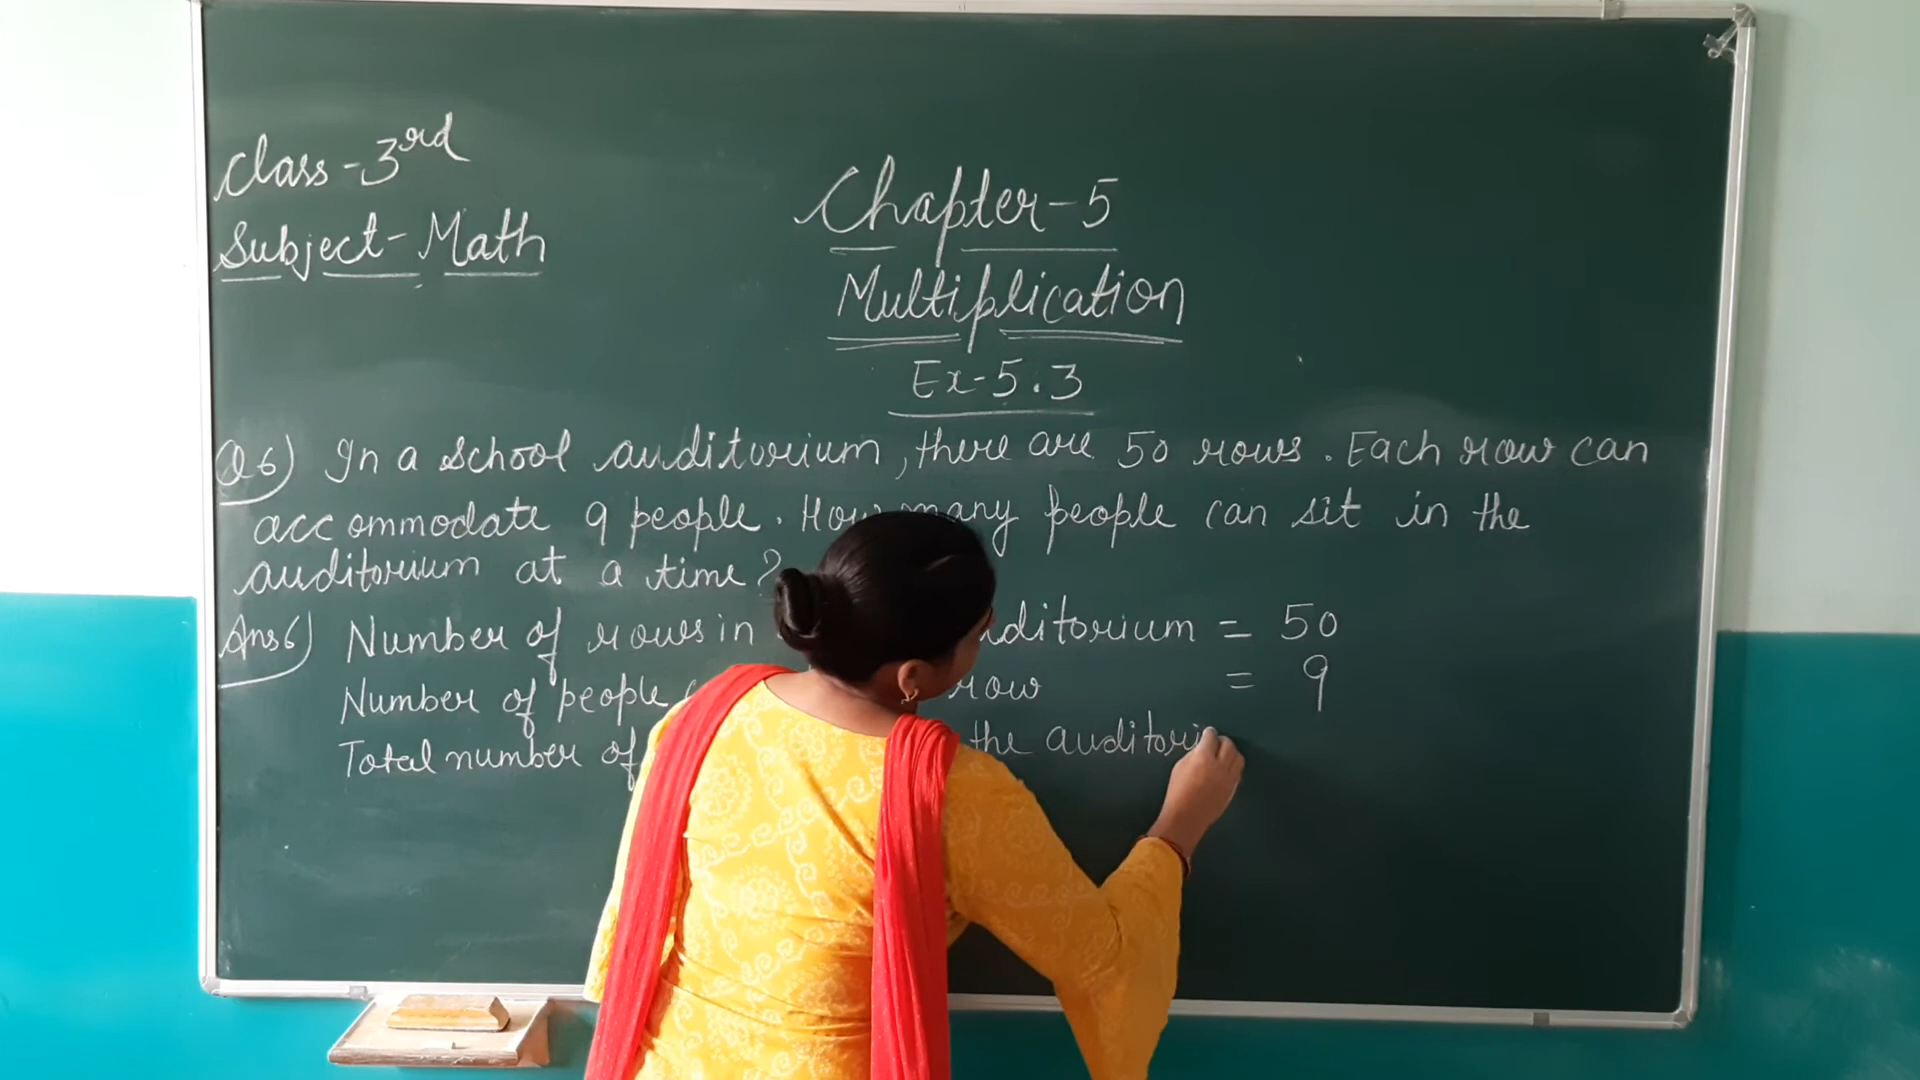 Class-3rd
Subject-Math
Chapter-5
Multiplication
Ex-5.3
Q6) In a school auditorium, there are 50 rows. Each row can
accommodate 9 people. How many people can sit in the
auditorium at a time?
Ans6) Number of rows in auditorium = 50
Number of people row = 9
Total number of the auditori